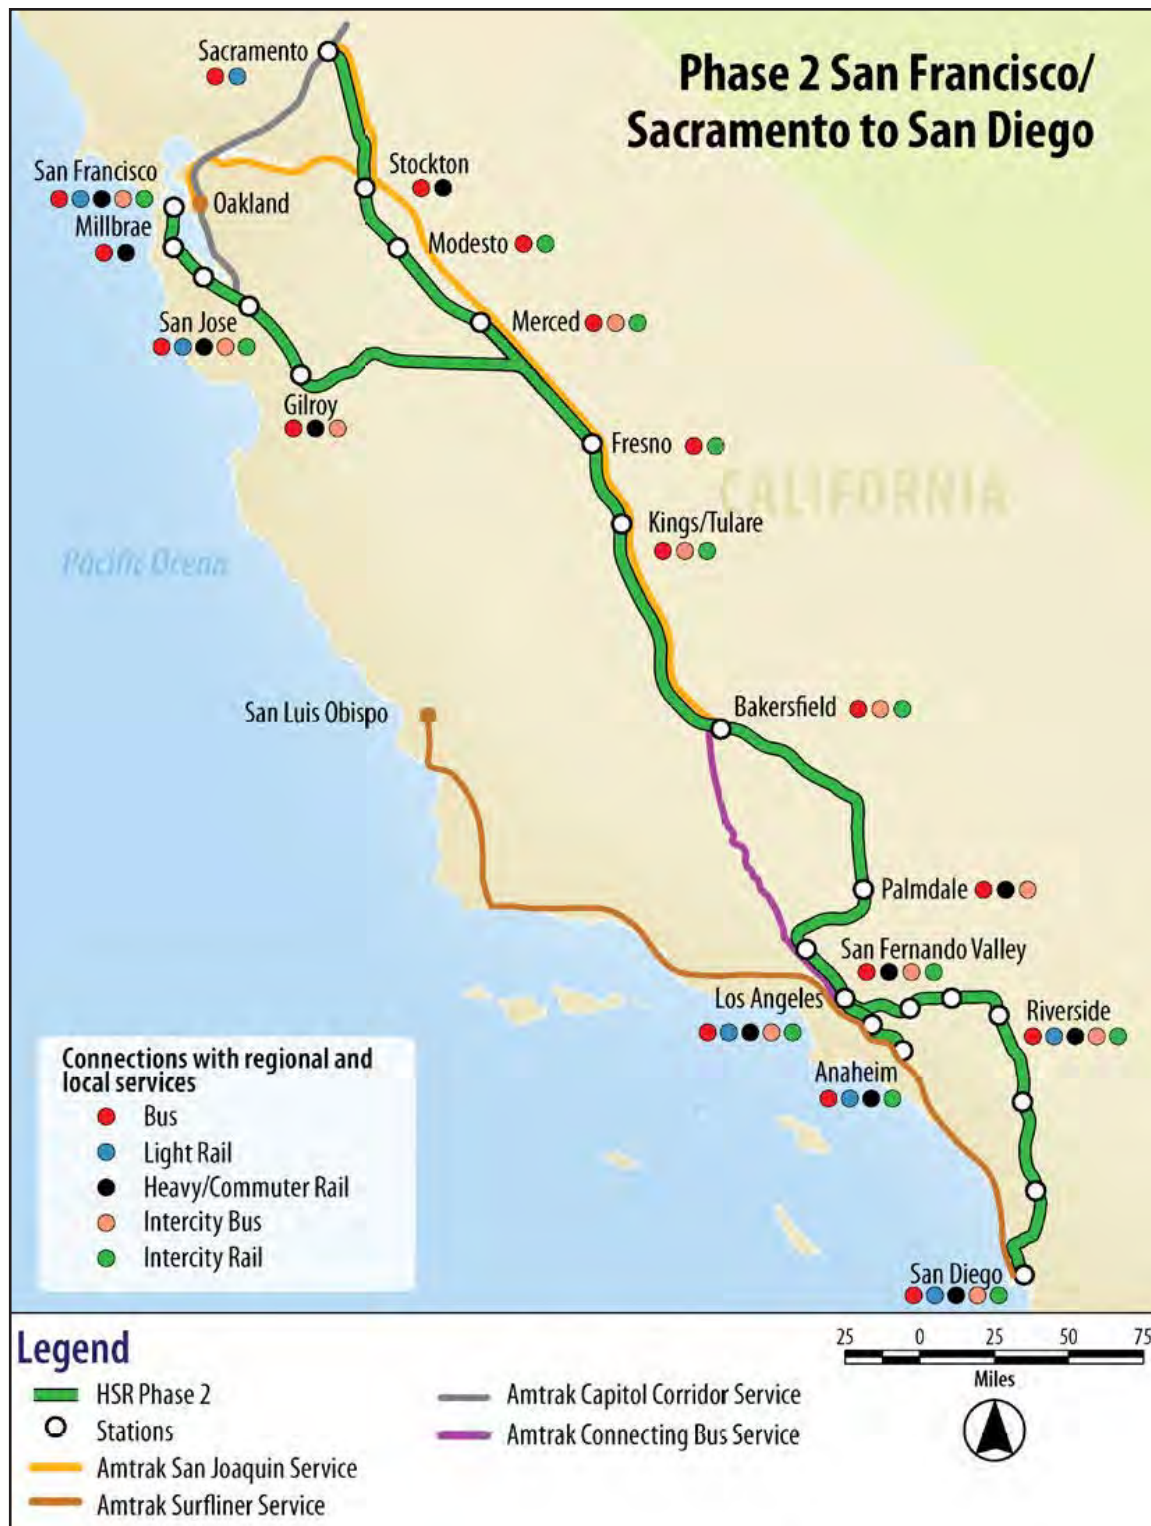 Phase 2 San Francisco/
Sacramento to San Diego
Sacramento
San Francisco
Stockton
Oakland
Millbrae
Modesto
San Jose
Merced
Gilroy
Fresno
CALIFORNIA
Kings/Tulare
Pacific Ocean
San Luis Obispo
Bakersfield
Palmdale
San Fernando Valley
Los Angeles
Riverside
Anaheim
San Diego
Connections with regional and
local services
Bus
Light Rail
Heavy/Commuter Rail
Intercity Bus
Intercity Rail
Legend
HSR Phase 2
Stations
Amtrak San Joaquin Service
Amtrak Surfliner Service
Amtrak Capitol Corridor Service
Amtrak Connecting Bus Service
25 0 25 50 75
Miles